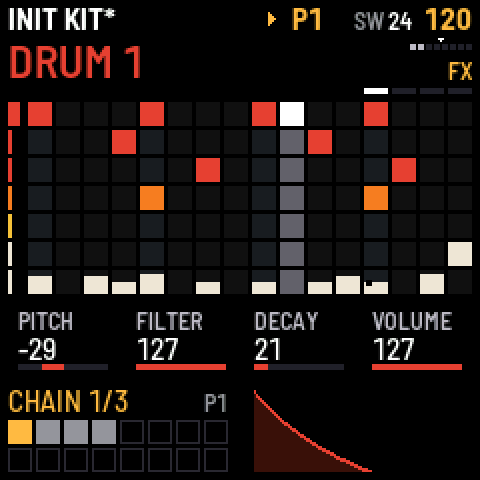 INIT KIT* P1 SW 24 120
DRUM 1
FX
PITCH FILTER DECAY VOLUME
-29 127 21 127
CHAIN 1/3 P1